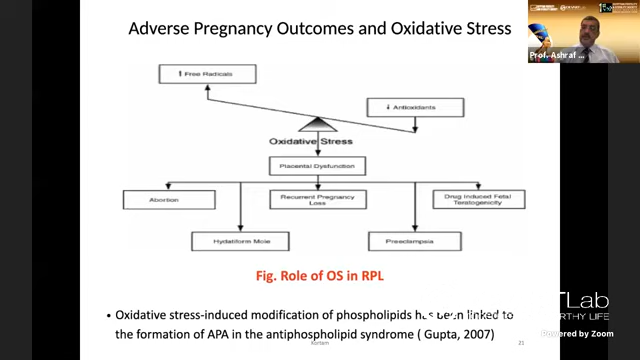 Adverse Pregnancy Outcomes and Oxidative Stress
Prof. Ashraf ...
↑ Free Radicals
↓ Antioxidants
Oxidative Stress
Placental Dysfunction
Abortion
Recurrent Pregnancy
Loss
Drug Induced Fetal
Teratogenicity
Hydatiform Mole
Preeclampsia
Fig. Role of OS in RPL
• Oxidative stress-induced modification of phospholipids has been linked to
the formation of APA in the antiphospholipid syndrome ( Gupta, 2007)
21
TLab
RTHY LIFE
Powered by Zoom